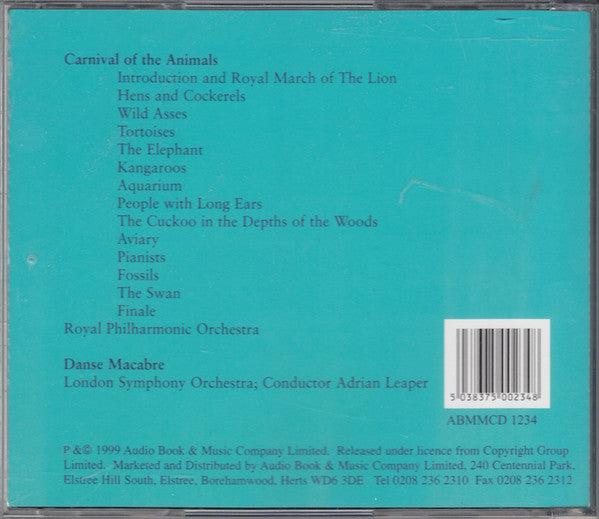 Carnival of the Animals
Introduction and Royal March of The Lion
Hens and Cockerels
Wild Asses
Tortoises
The Elephant
Kangaroos
Aquarium
People with Long Ears
The Cuckoo in the Depths of the Woods
Aviary
Pianists
Fossils
The Swan
Finale
Royal Philharmonic Orchestra
Danse Macabre
London Symphony Orchestra; Conductor Adrian Leaper
5 038375 002348
ABMMCD 1234
P &© 1999 Audio Book & Music Company Limited. Released under licence from Copyright Group
Limited. Marketed and Distributed by Audio Book & Music Company Limited, 240 Centennial Park,
Elstree Hill South, Elstree, Borehamwood, Herts WD6 3DE Tel 0208 236 2310 Fax 0208 236 2312